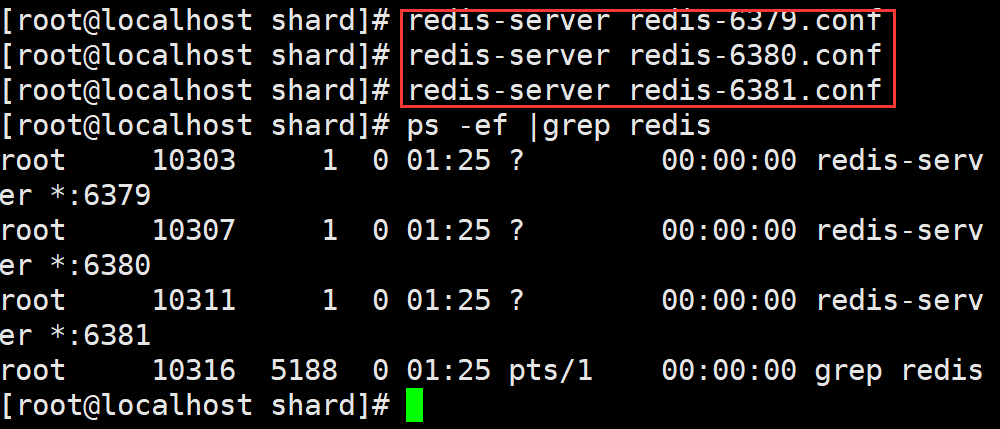 [root@localhost shard]# redis-server redis-6379.conf
[root@localhost shard]# redis-server redis-6380.conf
[root@localhost shard]# redis-server redis-6381.conf
[root@localhost shard]# ps -ef |grep redis
root     10303     1  0 01:25 ?        00:00:00 redis-serv
er *:6379
root     10307     1  0 01:25 ?        00:00:00 redis-serv
er *:6380
root     10311     1  0 01:25 ?        00:00:00 redis-serv
er *:6381
root     10316  5188  0 01:25 pts/1    00:00:00 grep redis
[root@localhost shard]#